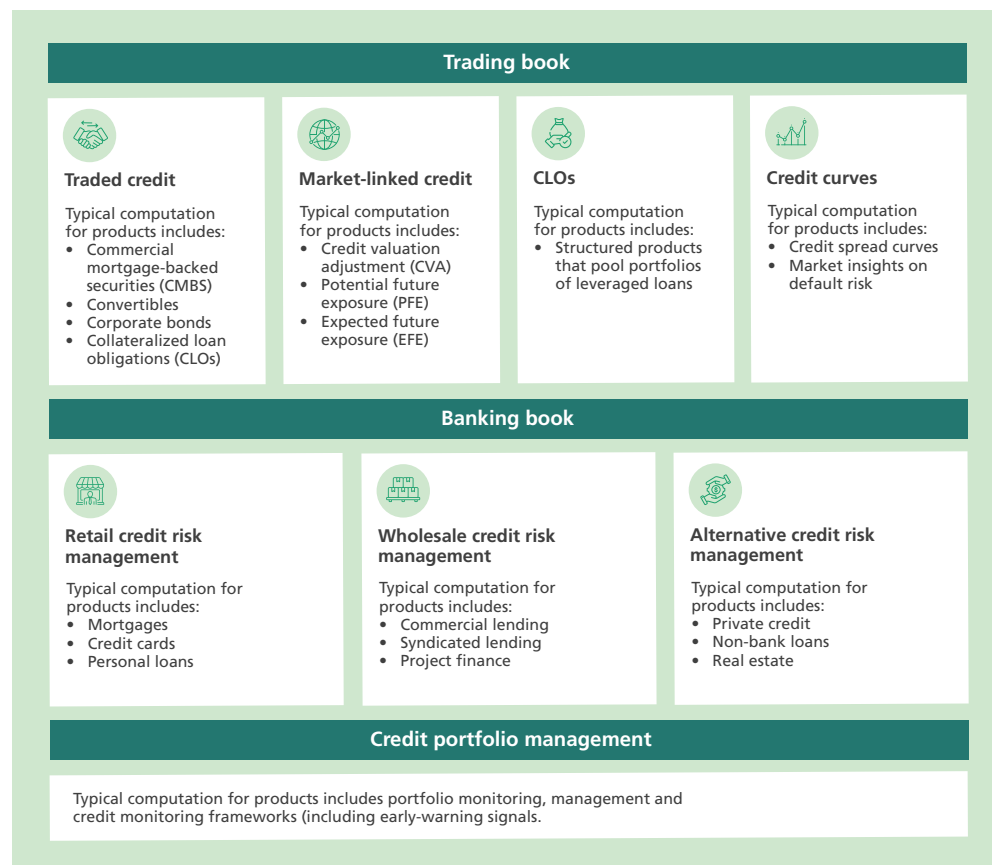 Trading book
Traded credit
Typical computation
for products includes:
• Commercial
mortgage-backed
securities (CMBS)
• Convertibles
• Corporate bonds
• Collateralized loan
obligations (CLOs)
Market-linked credit
Typical computation
for products includes:
• Credit valuation
adjustment (CVA)
• Potential future
exposure (PFE)
• Expected future
exposure (EFE)
CLOs
Typical computation
for products includes:
• Structured products
that pool portfolios
of leveraged loans
Credit curves
Typical computation
for products includes:
• Credit spread curves
• Market insights on
default risk
Banking book
Retail credit risk
management
Typical computation for
products includes:
• Mortgages
• Credit cards
• Personal loans
Wholesale credit risk
management
Typical computation for
products includes:
• Commercial lending
• Syndicated lending
• Project finance
Alternative credit risk
management
Typical computation for
products includes:
• Private credit
• Non-bank loans
• Real estate
Credit portfolio management
Typical computation for products includes portfolio monitoring, management and
credit monitoring frameworks (including early-warning signals.